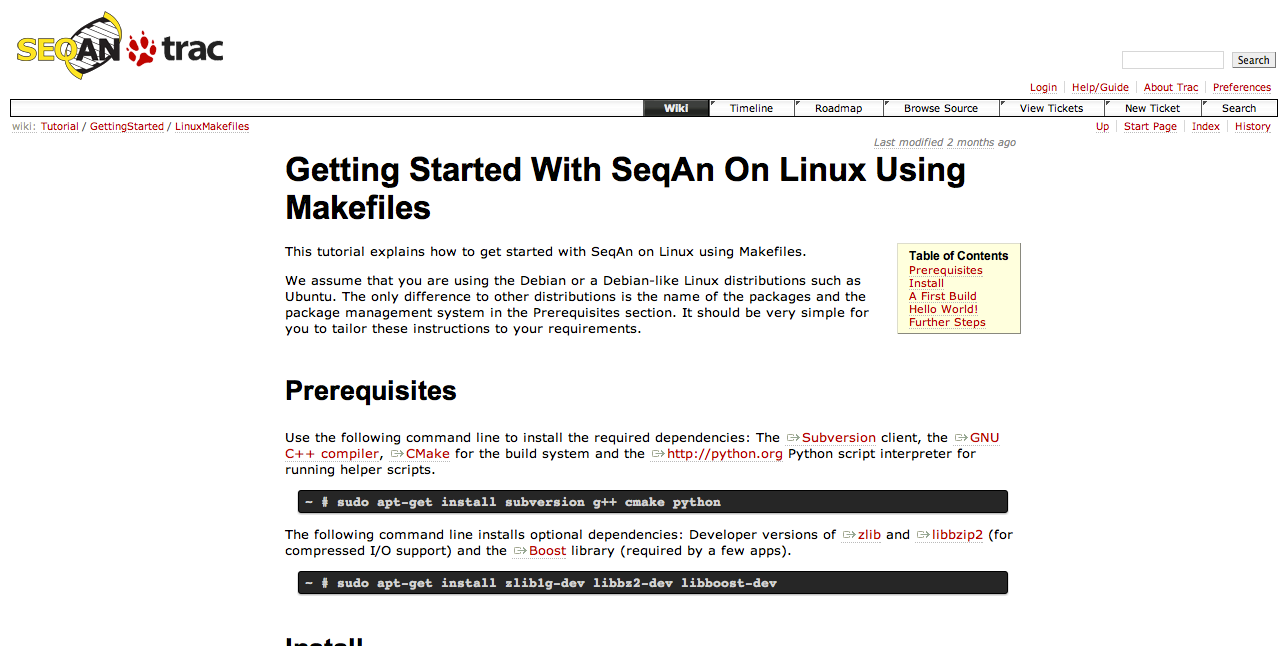 SEQAN trac
Search
Login Help/Guide About Trac Preferences
Wiki Timeline Roadmap Browse Source View Tickets New Ticket Search
wiki: Tutorial / GettingStarted / LinuxMakefiles
Up Start Page Index History
Last modified 2 months ago
Getting Started With SeqAn On Linux Using
Makefiles
This tutorial explains how to get started with SeqAn on Linux using Makefiles.
We assume that you are using the Debian or a Debian-like Linux distributions such as
Ubuntu. The only difference to other distributions is the name of the packages and the
package management system in the Prerequisites section. It should be very simple for
you to tailor these instructions to your requirements.
Table of Contents
Prerequisites
Install
A First Build
Hello World!
Further Steps
Prerequisites
Use the following command line to install the required dependencies: The Subversion client, the GNU
C++ compiler, CMake for the build system and the http://python.org Python script interpreter for
running helper scripts.
~ # sudo apt-get install subversion g++ cmake python
The following command line installs optional dependencies: Developer versions of zlib and libbzip2 (for
compressed I/O support) and the Boost library (required by a few apps).
~ # sudo apt-get install zlib1g-dev libbz2-dev libboost-dev
Install